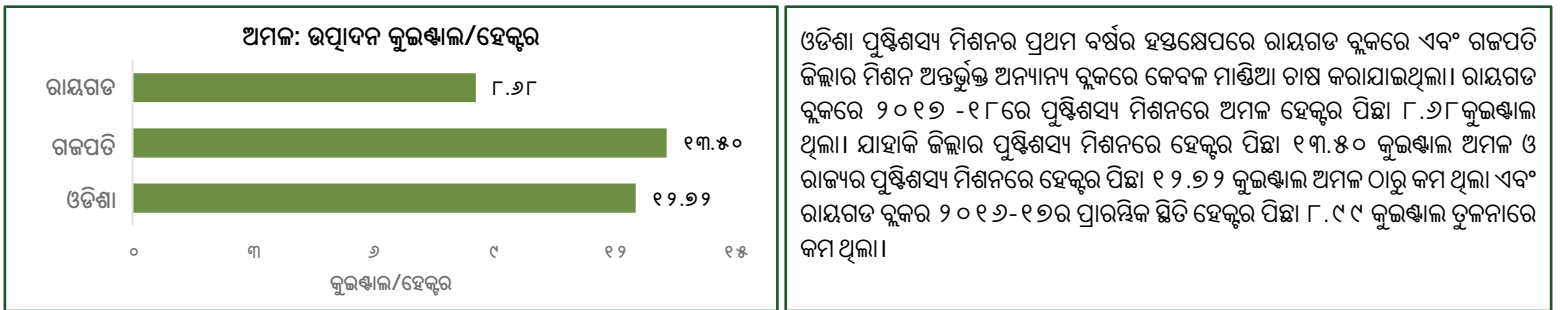 ଅମଳ: ଉତ୍ପାଦନ କୁଇଣ୍ଟାଲ/ହେକ୍ଟର
ରାୟଗଡ
୮.୬୮
ଗଜପତି
୧୩.୫୦
ଓଡିଶା
୧୨.୭୨
୦ ୩ ୬ ୯ ୧୨ ୧୫
କୁଇଣ୍ଟାଲ/ହେକ୍ଟର
ଓଡିଶା ପୁଷ୍ଟିଶସ୍ୟ ମିଶନର ପ୍ରଥମ ବର୍ଷର ହସ୍ତକ୍ଷେପରେ ରାୟଗଡ ବ୍ଲକରେ ଏବଂ ଗଜପତି
ଜିଲ୍ଲାର ମିଶନ ଅନ୍ତର୍ଭୁକ୍ତ ଅନ୍ୟାନ୍ୟ ବ୍ଲକରେ କେବଳ ମାଣ୍ଡିଆ ଚାଷ କରାଯାଇଥିଲା। ରାୟଗଡ
ବ୍ଲକରେ ୨୦୧୭ -୧୮ରେ ପୁଷ୍ଟିଶସ୍ୟ ମିଶନରେ ଅମଳ ହେକ୍ଟର ପିଛା ୮.୬୮କୁଇଣ୍ଟାଲ
ଥିଲା। ଯାହାକି ଜିଲ୍ଲାର ପୁଷ୍ଟିଶସ୍ୟ ମିଶନରେ ହେକ୍ଟର ପିଛା ୧୩.୫୦ କୁଇଣ୍ଟାଲ ଅମଳ ଓ
ରାଜ୍ୟର ପୁଷ୍ଟିଶସ୍ୟ ମିଶନରେ ହେକ୍ଟର ପିଛା ୧୨.୭୨ କୁଇଣ୍ଟାଲ ଅମଳ ଠାରୁ କମ ଥିଲା ଏବଂ
ରାୟଗଡ ବ୍ଲକର ୨୦୧୬-୧୭ର ପ୍ରାରମ୍ଭିକ ସ୍ଥିତି ହେକ୍ଟର ପିଛା ୮.୯୯ କୁଇଣ୍ଟାଲ ତୁଳନାରେ
କମ ଥିଲା।